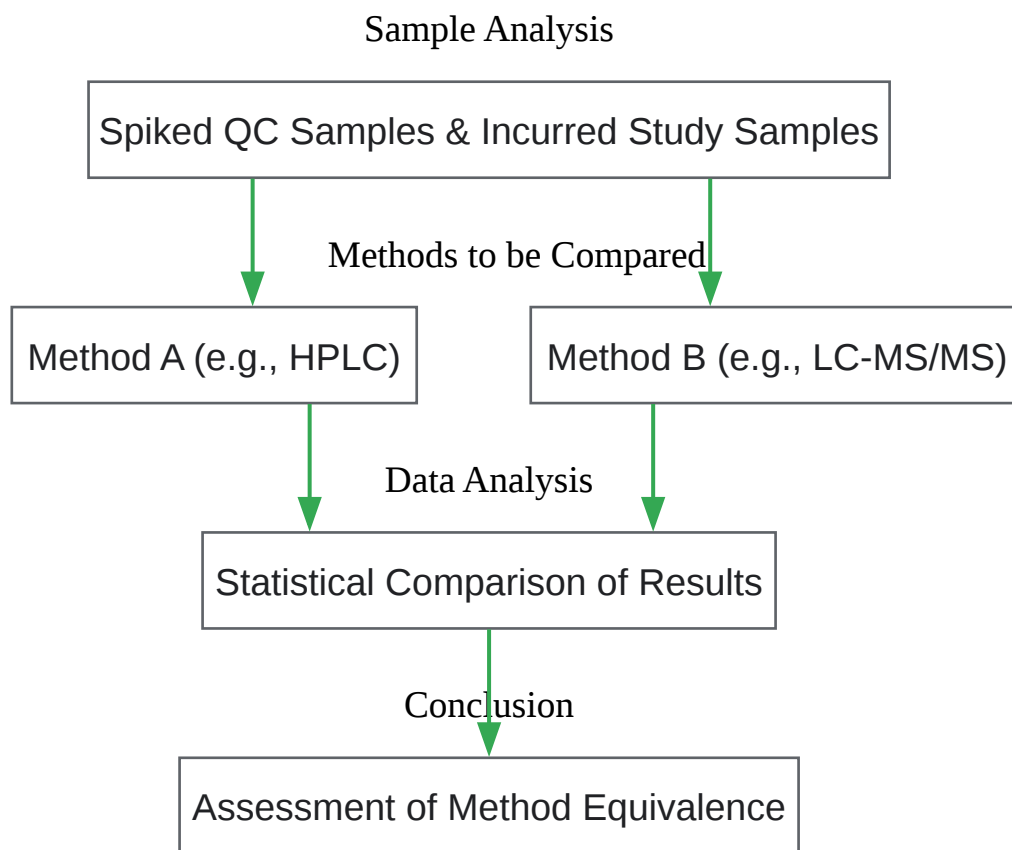 Sample Analysis
Spiked QC Samples & Incurred Study Samples
Methods to be Compared
Method A (e.g., HPLC)
Method B (e.g., LC-MS/MS)
Data Analysis
Statistical Comparison of Results
Conclusion
Assessment of Method Equivalence